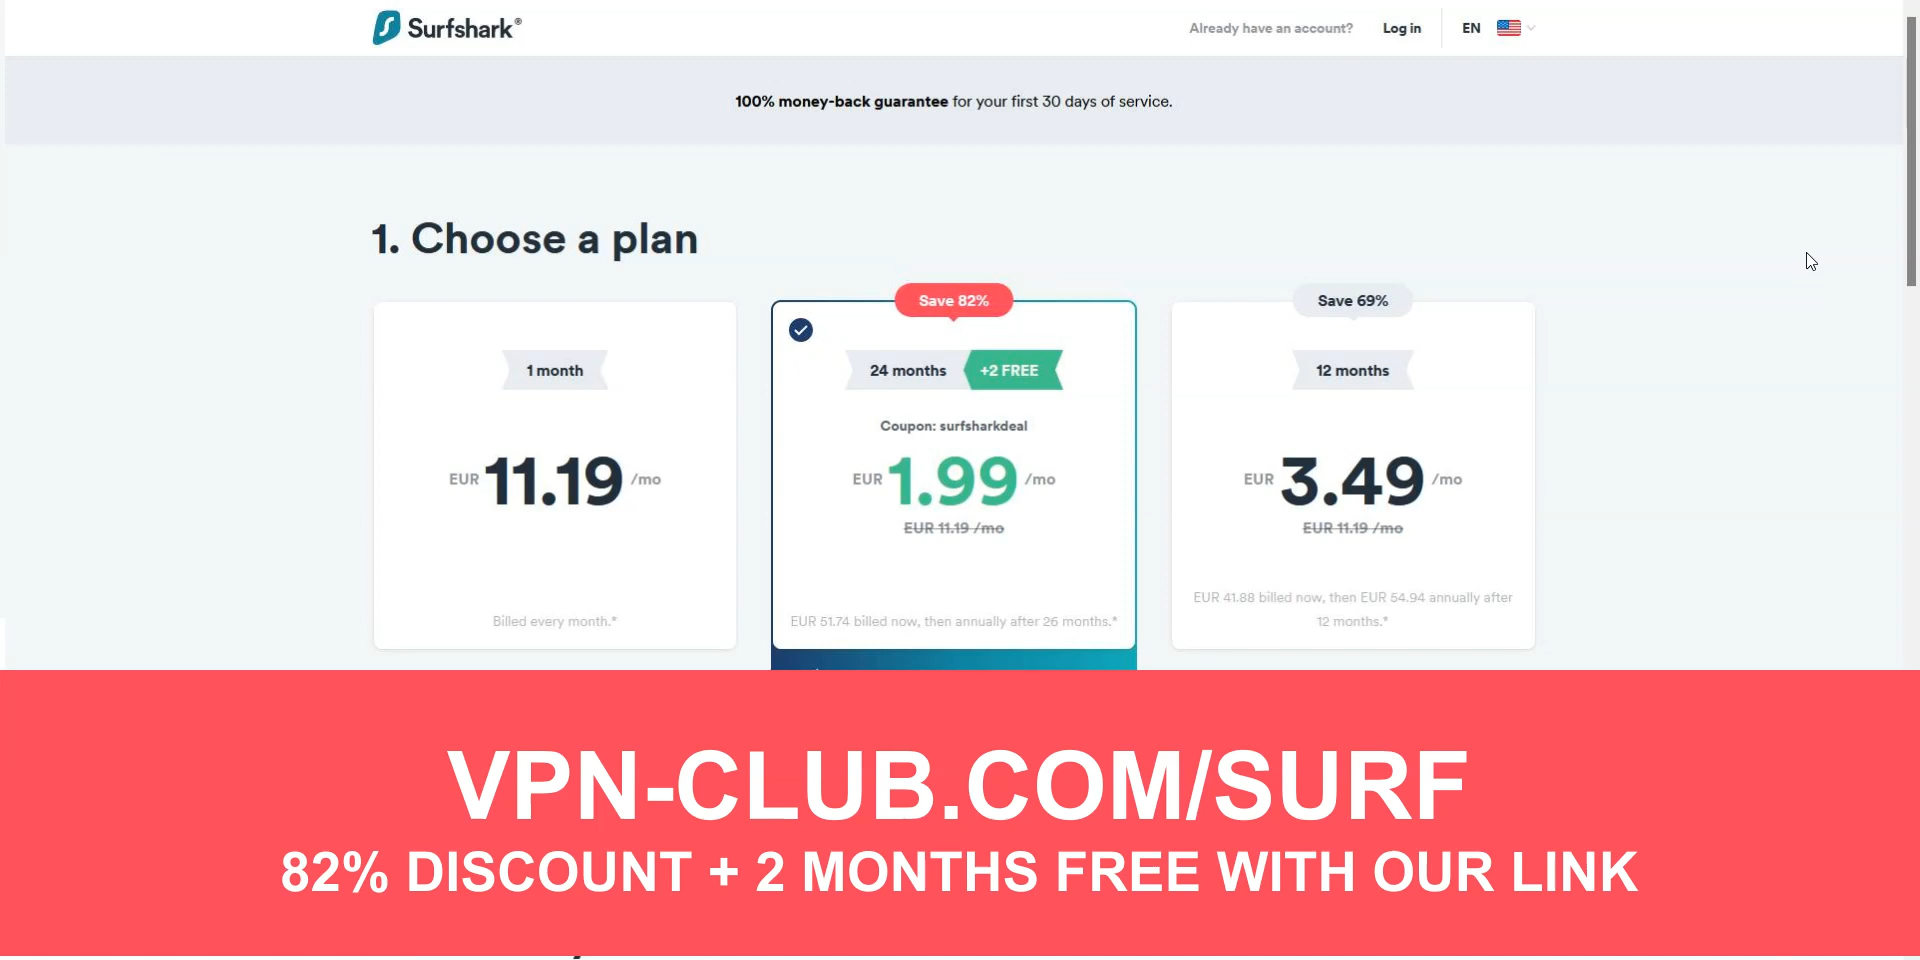 Surfshark®
Already have an account? Log in EN
100% money-back guarantee for your first 30 days of service.
1. Choose a plan
1 month
EUR 11.19 /mo
Billed every month.*
Save 82%
24 months +2 FREE
Coupon: surfsharkdeal
EUR 1.99 /mo
EUR 11.19 /mo
EUR 51.74 billed now, then annually after 26 months.*
Save 69%
12 months
EUR 3.49 /mo
EUR 11.19 /mo
EUR 41.88 billed now, then EUR 54.94 annually after
12 months.*
VPN-CLUB.COM/SURF
82% DISCOUNT + 2 MONTHS FREE WITH OUR LINK